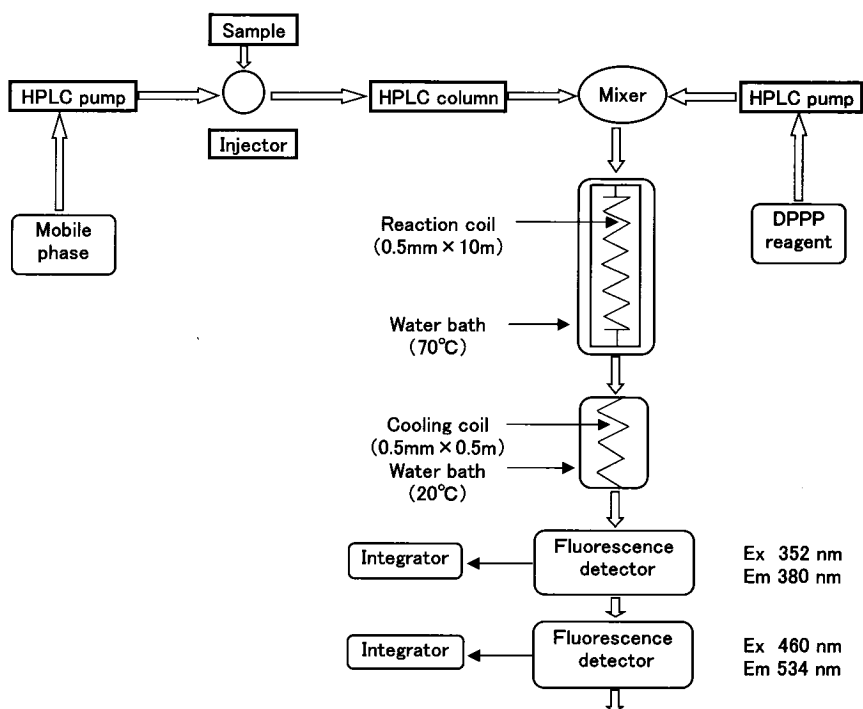 Sample
HPLC pump
HPLC column
Mixer
HPLC pump
Injector
Mobile
phase
DPPP
reagent
Reaction coil
(0.5mm×10m)
Water bath
(70℃)
Cooling coil
(0.5mm×0.5m)
Water bath
(20℃)
Integrator
Fluorescence
detector
Ex 352 nm
Em 380 nm
Integrator
Fluorescence
detector
Ex 460 nm
Em 534 nm